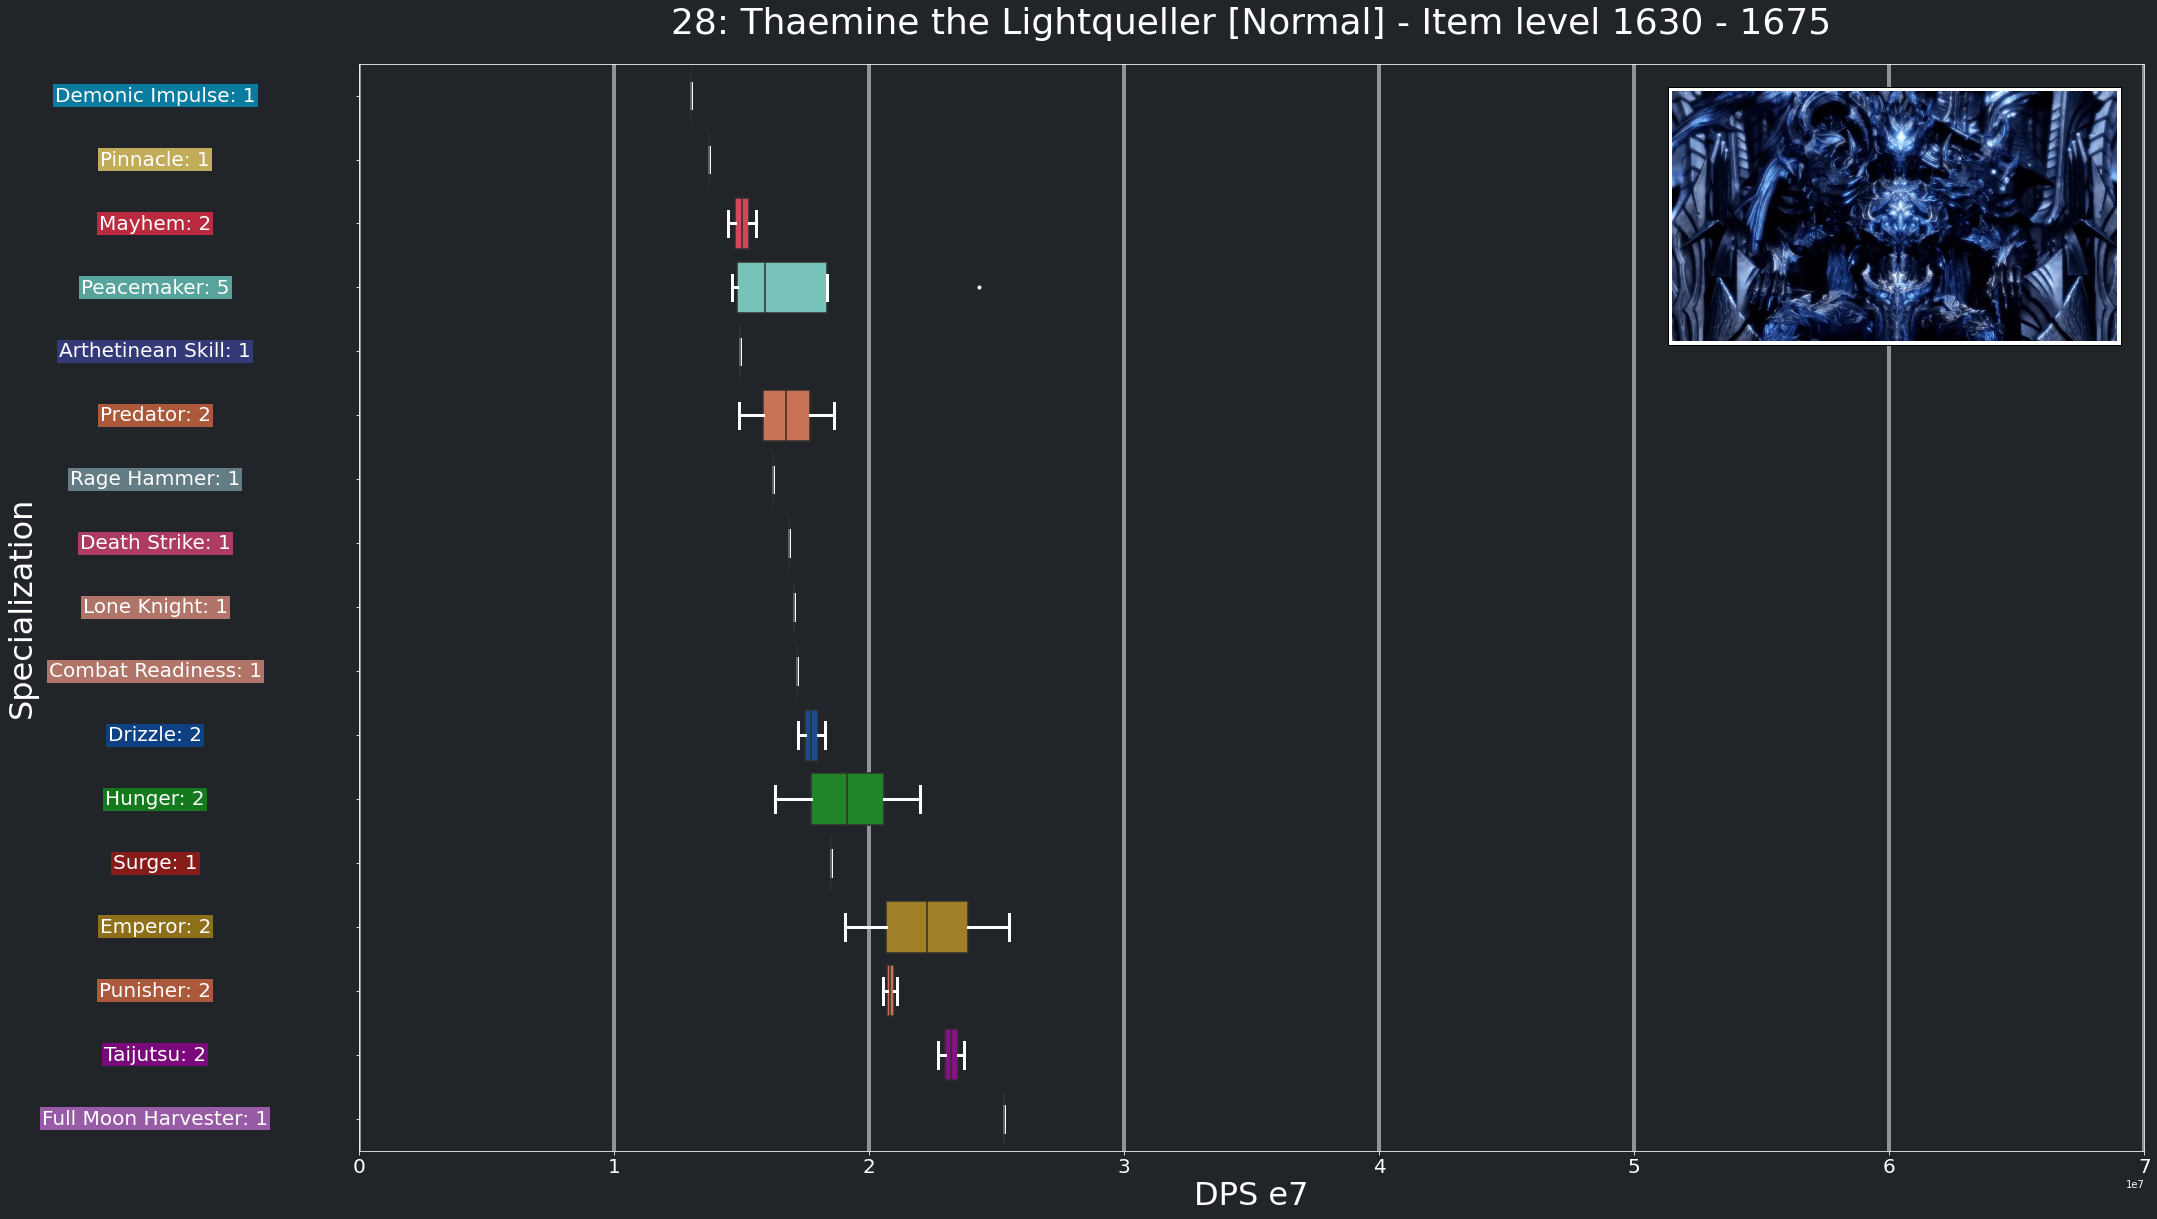 28: Thaemine the Lightqueller [Normal] - Item level 1630 - 1675
Demonic Impulse: 1
Pinnacle: 1
Mayhem: 2
Peacemaker: 5
Arthetinean Skill: 1
Predator: 2
Rage Hammer: 1
Death Strike: 1
Lone Knight: 1
Combat Readiness: 1
Drizzle: 2
Hunger: 2
Surge: 1
Emperor: 2
Punisher: 2
Taijutsu: 2
Full Moon Harvester: 1
Specialization
0 1 2 3 4 5 6 7
1e7
DPS e7